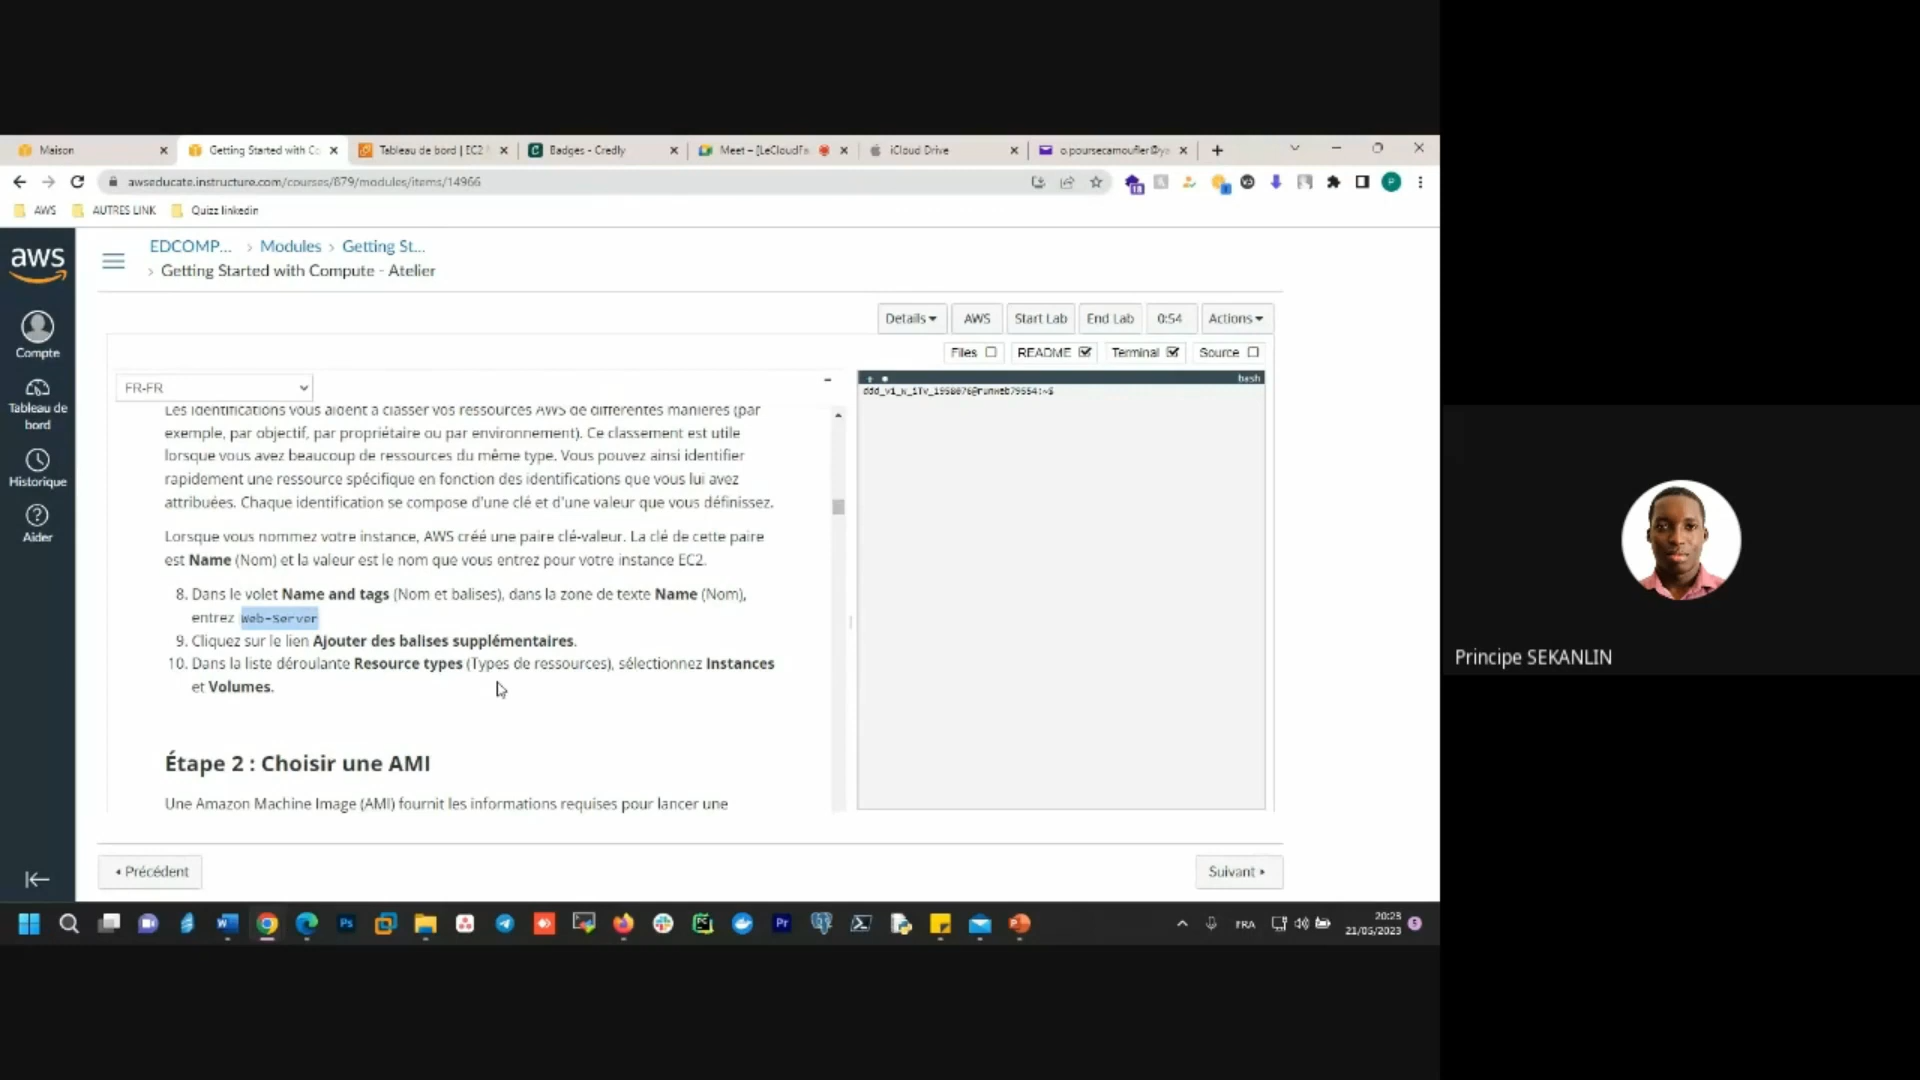 Maison
Getting Started with Co
Tableau de bord | EC2
Badges - Credly
Meet – [LeCloudFa
iCloud Drive
awseducate.instructure.com/courses/879/modules/items/14966
AWS
AUTRES LINK
Quizz linkedin
aws
Compte
Tableau de
bord
Historique
Aider
EDCOMP... > Modules > Getting St...
> Getting Started with Compute - Atelier
Details AWS Start Lab End Lab 0:54 Actions
Files README Terminal Source
FR-FR
bash
Les identifications vous aident à classer vos ressources AWS de différentes manières (par
exemple, par objectif, par propriétaire ou par environnement). Ce classement est utile
lorsque vous avez beaucoup de ressources du même type. Vous pouvez ainsi identifier
rapidement une ressource spécifique en fonction des identifications que vous lui avez
attribuées. Chaque identification se compose d'une clé et d'une valeur que vous définissez.
Lorsque vous nommez votre instance, AWS créé une paire clé-valeur. La clé de cette paire
est Name (Nom) et la valeur est le nom que vous entrez pour votre instance EC2.
8. Dans le volet Name and tags (Nom et balises), dans la zone de texte Name (Nom),
entrez Web-Server
9. Cliquez sur le lien Ajouter des balises supplémentaires.
10. Dans la liste déroulante Resource types (Types de ressources), sélectionnez Instances
et Volumes.
Étape 2 : Choisir une AMI
Une Amazon Machine Image (AMI) fournit les informations requises pour lancer une
◂ Précédent
Suivant ▸
FRA
20:23
21/05/2023
Principe SEKANLIN